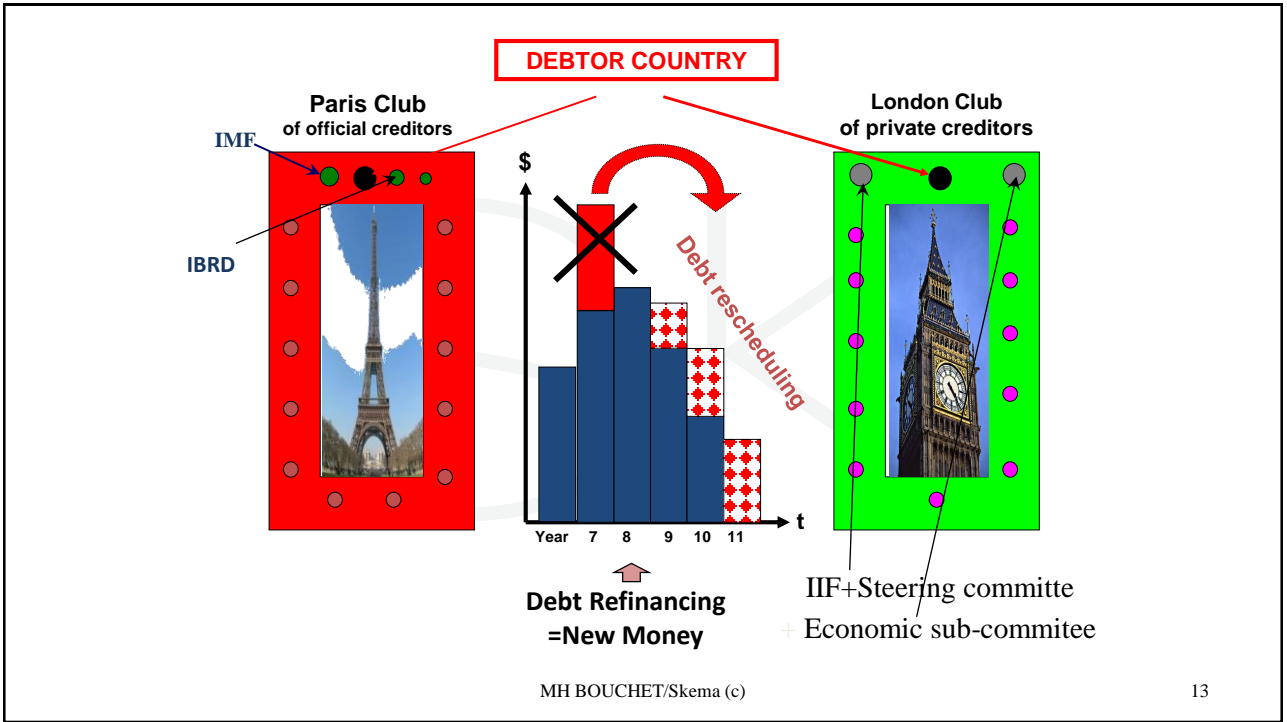 DEBTOR COUNTRY
Paris Club
of official creditors
London Club
of private creditors
IMF
IBRD
$
Debt rescheduling
t
Year 7 8 9 10 11
Debt Refinancing
=New Money
IIF+Steering committe
+ Economic sub-commitee
MH BOUCHET/Skema (c)
13